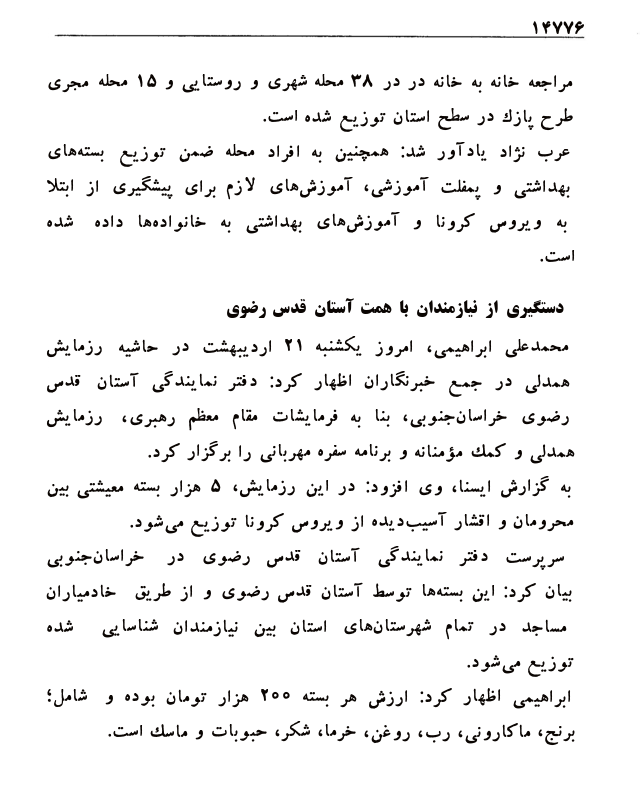 ۱۴۷۷۶
مراجعه خانه به خانه در در ۳۸ محله شهری و روستایی و ۱۵ محله مجری
طرح پازك در سطح استان توزیع شده است.
عرب نژاد یادآور شد: همچنین به افراد محله ضمن توزیع بسته‌های
بهداشتی و پمفلت آموزشی، آموزش‌های لازم برای پیشگیری از ابتلا
به ویروس کرونا و آموزش‌های بهداشتی به خانواده‌ها داده شده
است.
دستگیری از نیازمندان با همت آستان قدس رضوی
محمدعلی ابراهیمی، امروز یکشنبه ۲۱ اردیبهشت در حاشیه رزمایش
همدلی در جمع خبرنگاران اظهار کرد: دفتر نمایندگی آستان قدس
رضوی خراسان‌جنوبی، بنا به فرمایشات مقام معظم رهبری، رزمایش
همدلی و کمك مؤمنانه و برنامه سفره مهربانی را برگزار کرد.
به گزارش ایسنا، وی افزود: در این رزمایش، ۵ هزار بسته معیشتی بین
محرومان و اقشار آسیب‌دیده از ویروس کرونا توزیع می‌شود.
سرپرست دفتر نمایندگی آستان قدس رضوی در خراسان‌جنوبی
بیان کرد: این بسته‌ها توسط آستان قدس رضوی و از طریق خادمیاران
مساجد در تمام شهرستان‌های استان بین نیازمندان شناسایی شده
توزیع می‌شود.
ابراهیمی اظهار کرد: ارزش هر بسته ۲۰۰ هزار تومان بوده و شامل؛
برنج، ماکارونی، رب، روغن، خرما، شکر، حبوبات و ماسك است.